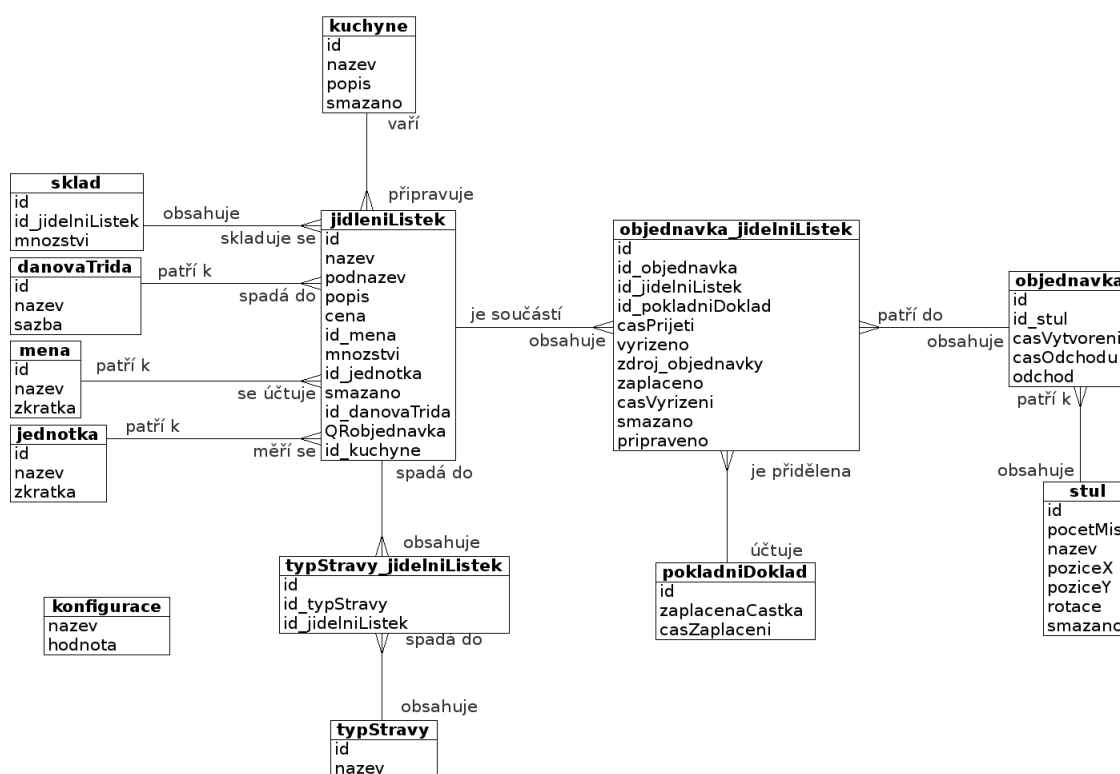 kuchyne
id
nazev
popis
smazano
vaří
připravuje
sklad
id
id_jidelniListek
mnozstvi
obsahuje
skladuje se
danovaTrida
id
nazev
sazba
patří k
spadá do
mena
id
nazev
zkratka
patří k
se účtuje
jednotka
id
nazev
zkratka
patří k
měří se
jidleniListek
id
nazev
podnazev
popis
cena
id_mena
mnozstvi
id_jednotka
smazano
id_danovaTrida
QRobjednavka
id_kuchyne
spadá do
je součástí
obsahuje
objednavka_jidelniListek
id
id_objednavka
id_jidelniListek
id_pokladniDoklad
casPrijeti
vyrizeno
zdroj_objednavky
zaplaceno
casVyrizeni
smazano
pripraveno
patří do
obsahuje
objednavka
id
id_stul
casVytvoreni
casOdchodu
odchod
patří k
obsahuje
stul
id
pocetMis
nazev
poziceX
poziceY
rotace
smazano
je přidělena
účtuje
pokladniDoklad
id
zaplacenaCastka
casZaplaceni
obsahuje
typStravy_jidelniListek
id
id_typStravy
id_jidelniListek
spadá do
obsahuje
typStravy
id
nazev
konfigurace
nazev
hodnota